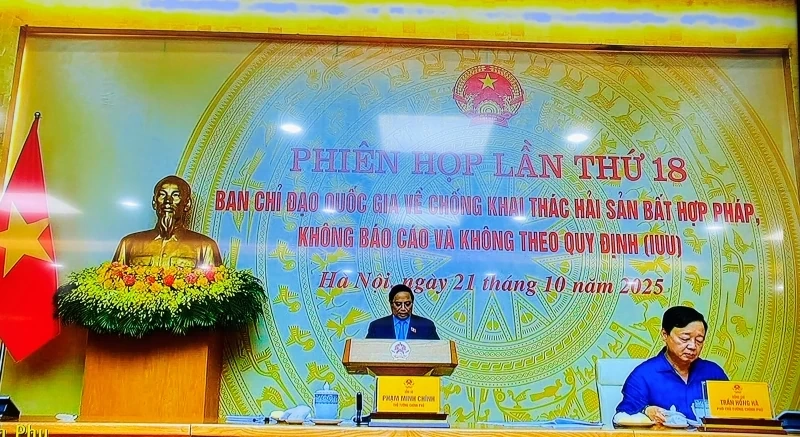 PHIÊN HỌP LẦN THỨ 18
BAN CHỈ ĐẠO QUỐC GIA VỀ CHỐNG KHAI THÁC HẢI SẢN BẤT HỢP PHÁP,
KHÔNG BÁO CÁO VÀ KHÔNG THEO QUY ĐỊNH (IUU)
Hà Nội, ngày 21 tháng 10 năm 2025
PHẠM MINH CHÍNH
THỦ TƯỚNG CHÍNH PHỦ
TRẦN HỒNG HÀ
PHÓ THỦ TƯỚNG CHÍNH PHỦ